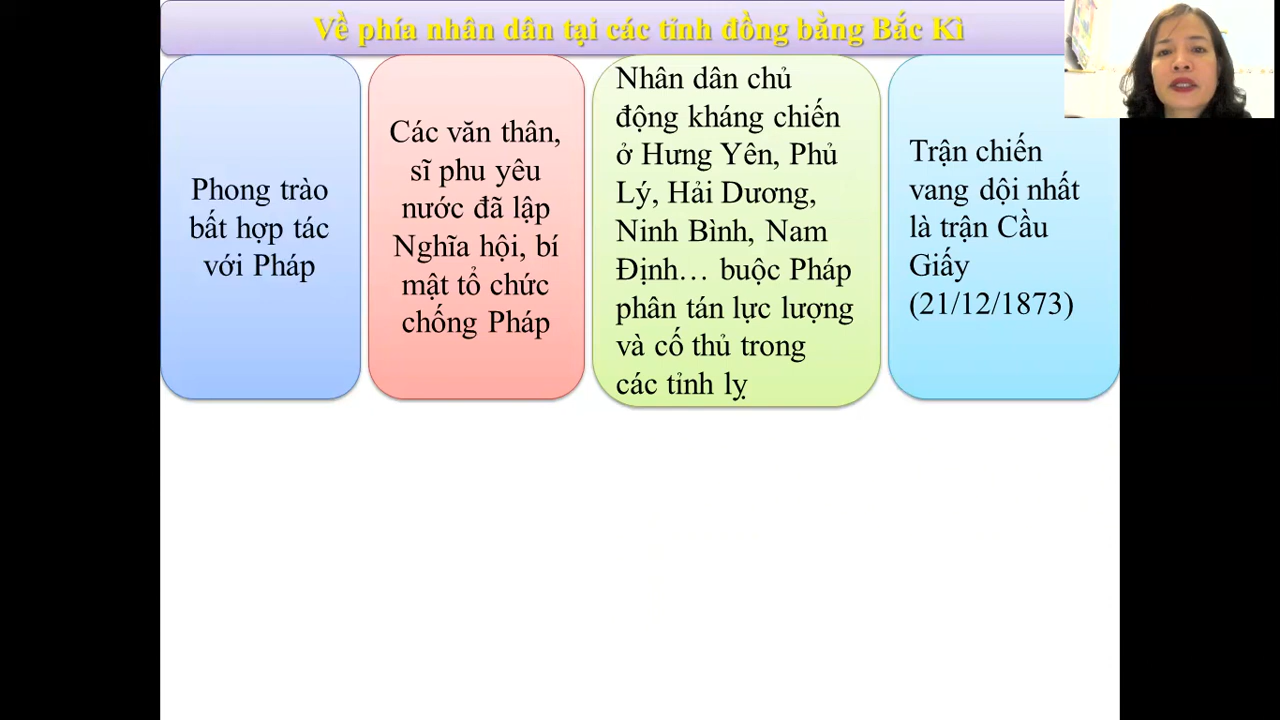 Về phía nhân dân tại các tỉnh đồng bằng Bắc Kì
Phong trào
bất hợp tác
với Pháp
Các văn thân,
sĩ phu yêu
nước đã lập
Nghĩa hội, bí
mật tổ chức
chống Pháp
Nhân dân chủ
động kháng chiến
ở Hưng Yên, Phủ
Lý, Hải Dương,
Ninh Bình, Nam
Định… buộc Pháp
phân tán lực lượng
và cố thủ trong
các tỉnh lỵ
Trận chiến
vang dội nhất
là trận Cầu
Giấy
(21/12/1873)